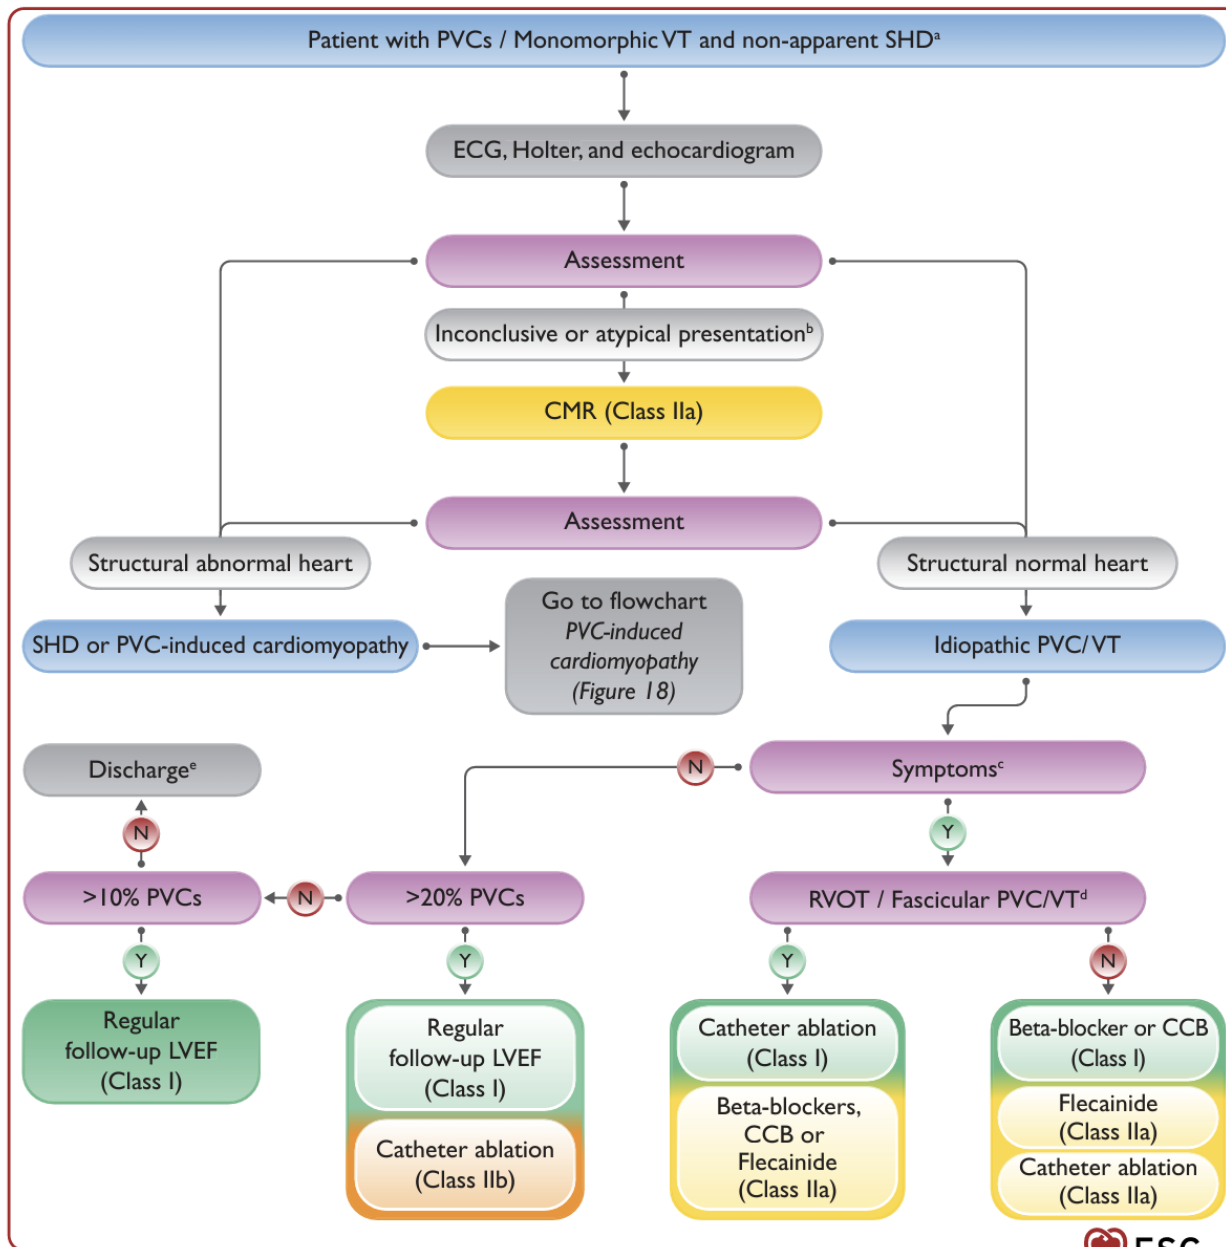 Patient with PVCs / Monomorphic VT and non-apparent SHDᵃ
ECG, Holter, and echocardiogram
Assessment
Inconclusive or atypical presentationᵇ
CMR (Class IIa)
Assessment
Structural abnormal heart
Structural normal heart
SHD or PVC-induced cardiomyopathy
Go to flowchart
PVC-induced
cardiomyopathy
(Figure 18)
Idiopathic PVC/VT
Symptomsᶜ
N
Y
Dischargeᵉ
N
>10% PVCs
N
>20% PVCs
RVOT / Fascicular PVC/VTᵈ
Y
Y
Y
N
Regular
follow-up LVEF
(Class I)
Regular
follow-up LVEF
(Class I)
Catheter ablation
(Class IIb)
Catheter ablation
(Class I)
Beta-blockers,
CCB or
Flecainide
(Class IIa)
Beta-blocker or CCB
(Class I)
Flecainide
(Class IIa)
Catheter ablation
(Class IIa)
ESC